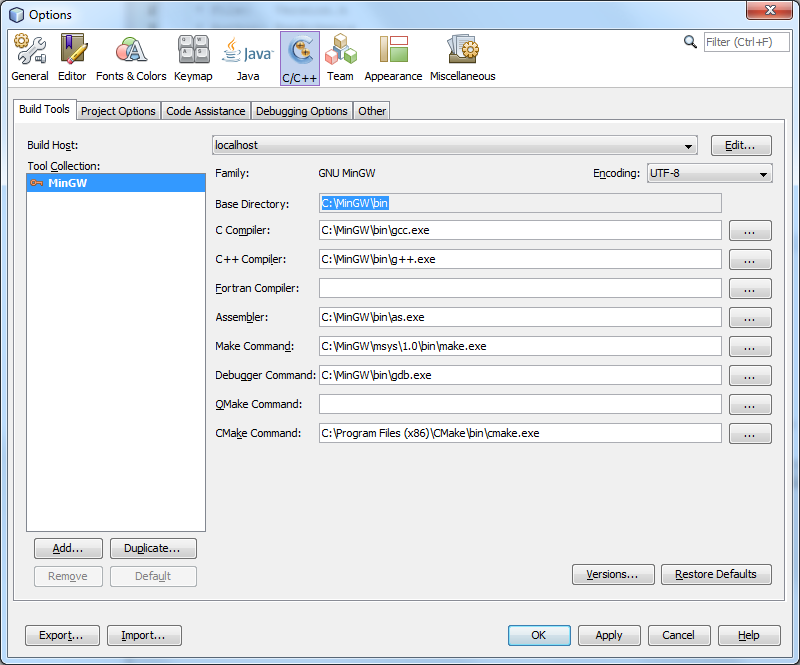 Options
General Editor Fonts & Colors Keymap Java C/C++ Team Appearance Miscellaneous
Java
Filter (Ctrl+F)
Build Tools Project Options Code Assistance Debugging Options Other
Build Host: localhost Edit...
Tool Collection:
MinGW
Family: GNU MinGW Encoding: UTF-8
Base Directory: C:\MinGW\bin
C Compiler: C:\MinGW\bin\gcc.exe ...
C++ Compiler: C:\MinGW\bin\g++.exe ...
Fortran Compiler: ...
Assembler: C:\MinGW\bin\as.exe ...
Make Command: C:\MinGW\msys\1.0\bin\make.exe ...
Debugger Command: C:\MinGW\bin\gdb.exe ...
QMake Command: ...
CMake Command: C:\Program Files (x86)\CMake\bin\cmake.exe ...
Add... Duplicate...
Remove Default
Versions... Restore Defaults
Export... Import... OK Apply Cancel Help